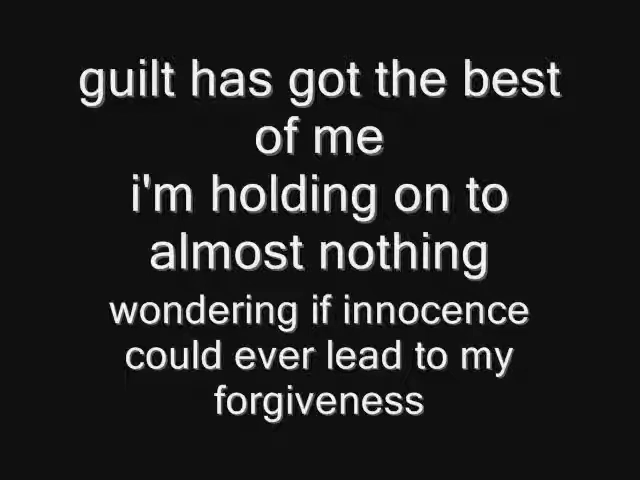 guilt has got the best
of me
i'm holding on to
almost nothing
wondering if innocence
could ever lead to my
forgiveness